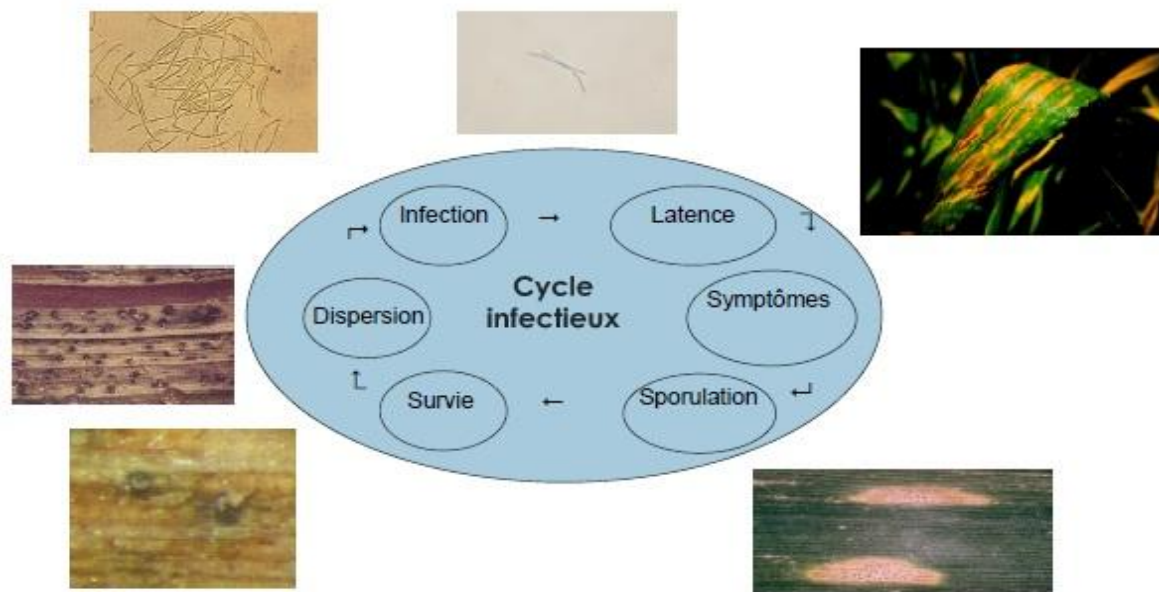 Infection
Latence
Cycle
infectieux
Symptômes
Dispersion
Survie
Sporulation